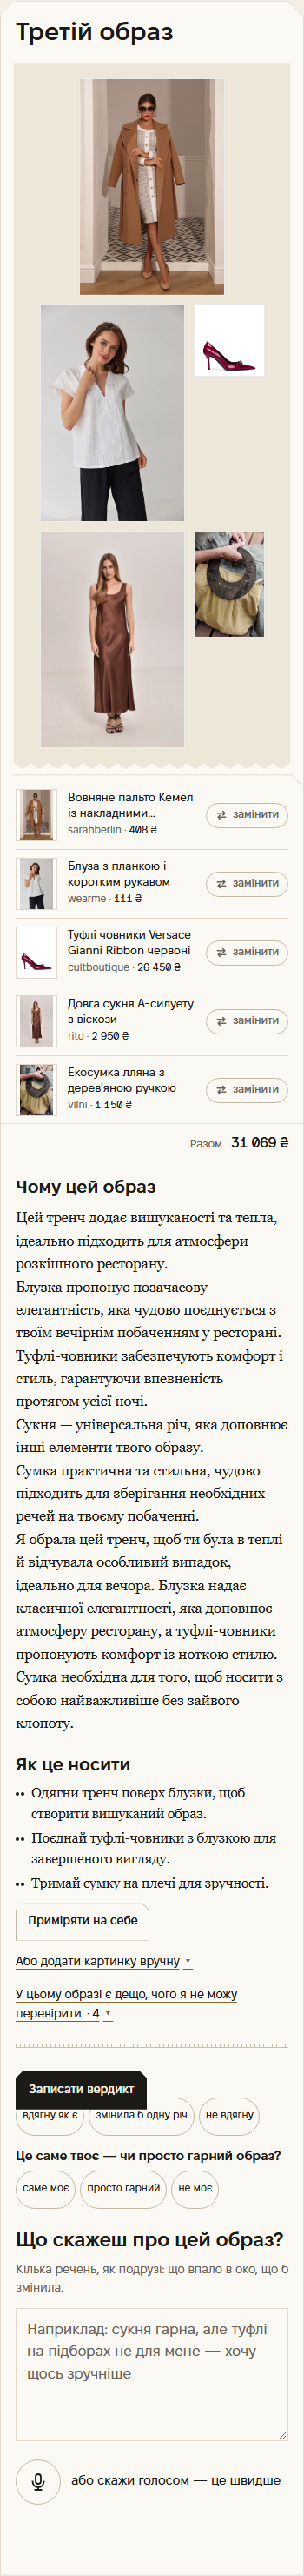 Третій образ
Вовняне пальто Кемел
із накладними...
sarahberlin · 408 ₴
замінити
Блуза з планкою і
коротким рукавом
wearme · 111 ₴
замінити
Туфлі човники Versace
Gianni Ribbon червоні
cultboutique · 26 450 ₴
замінити
Довга сукня А-силуету
з віскози
rito · 2 950 ₴
замінити
Екосумка лляна з
дерев'яною ручкою
vilni · 1 150 ₴
замінити
Разом 31 069 ₴
Чому цей образ
Цей тренч додає вишуканості та тепла,
ідеально підходить для атмосфери
розкішного ресторану.
Блузка пропонує позачасову
елегантність, яка чудово поєднується з
твоїм вечірнім побаченням у ресторані.
Туфлі-човники забезпечують комфорт і
стиль, гарантуючи впевненість
протягом усієї ночі.
Сукня — універсальна річ, яка доповнює
інші елементи твого образу.
Сумка практична та стильна, чудово
підходить для зберігання необхідних
речей на твоєму побаченні.
Я обрала цей тренч, щоб ти була в теплі
й відчувала особливий випадок,
ідеально для вечора. Блузка надає
класичної елегантності, яка доповнює
атмосферу ресторану, а туфлі-човники
пропонують комфорт із ноткою стилю.
Сумка необхідна для того, щоб носити з
собою найважливіше без зайвого
клопоту.
Як це носити
•• Одягни тренч поверх блузки, щоб
створити вишуканий образ.
•• Поєднай туфлі-човники з блузкою для
завершеного вигляду.
•• Тримай сумку на плечі для зручності.
Приміряти на себе
Або додати картинку вручну
У цьому образі є дещо, чого я не можу
перевірити. · 4
Записати вердикт
вдягну як є
змінила б одну річ
не вдягну
Це саме твоє — чи просто гарний образ?
саме моє
просто гарний
не моє
Що скажеш про цей образ?
Кілька речень, як подрузі: що впало в око, що б
змінила.
Наприклад: сукня гарна, але туфлі
на підборах не для мене — хочу
щось зручніше
або скажи голосом — це швидше